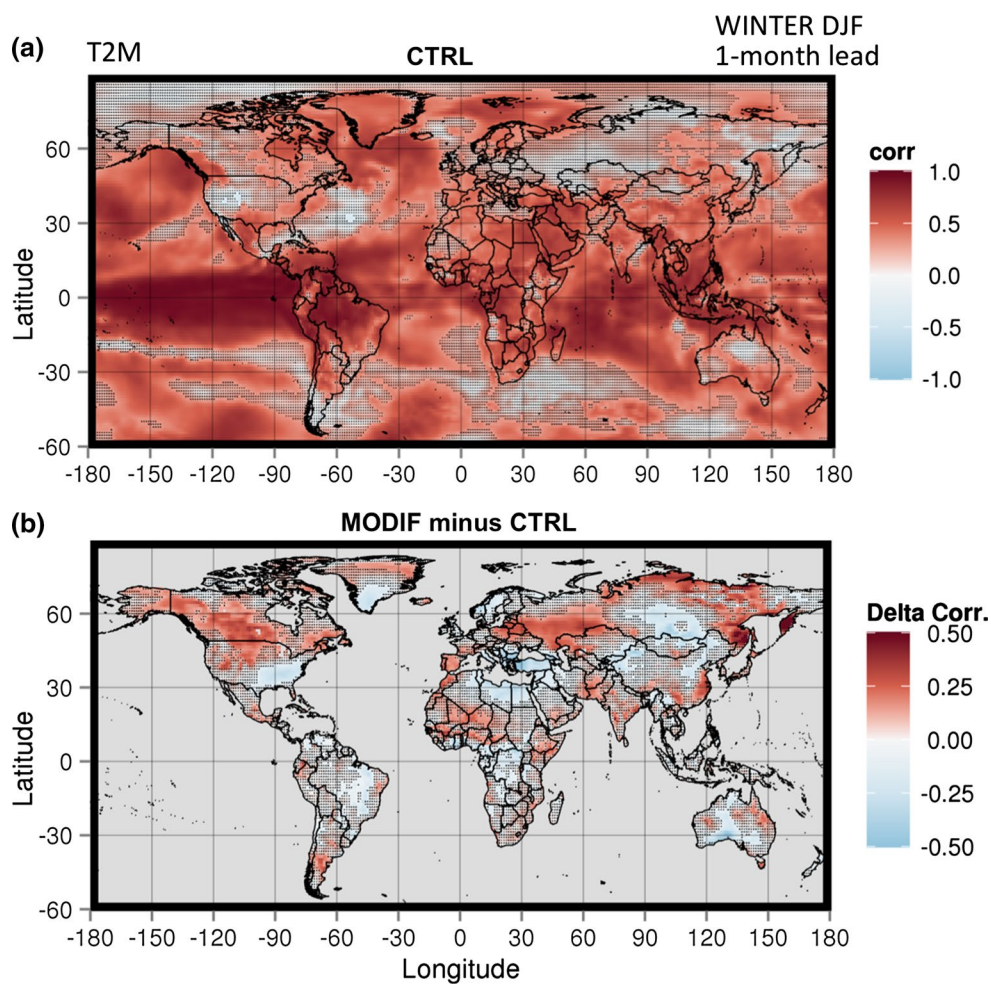 (a) T2M CTRL WINTER DJF
1-month lead
corr
1.0
0.5
0.0
-0.5
-1.0
Latitude
60
30
0
-30
-60
-180 -150 -120 -90 -60 -30 0 30 60 90 120 150 180
(b) MODIF minus CTRL
Delta Corr.
0.50
0.25
0.00
-0.25
-0.50
Latitude
60
30
0
-30
-60
-180 -150 -120 -90 -60 -30 0 30 60 90 120 150 180
Longitude